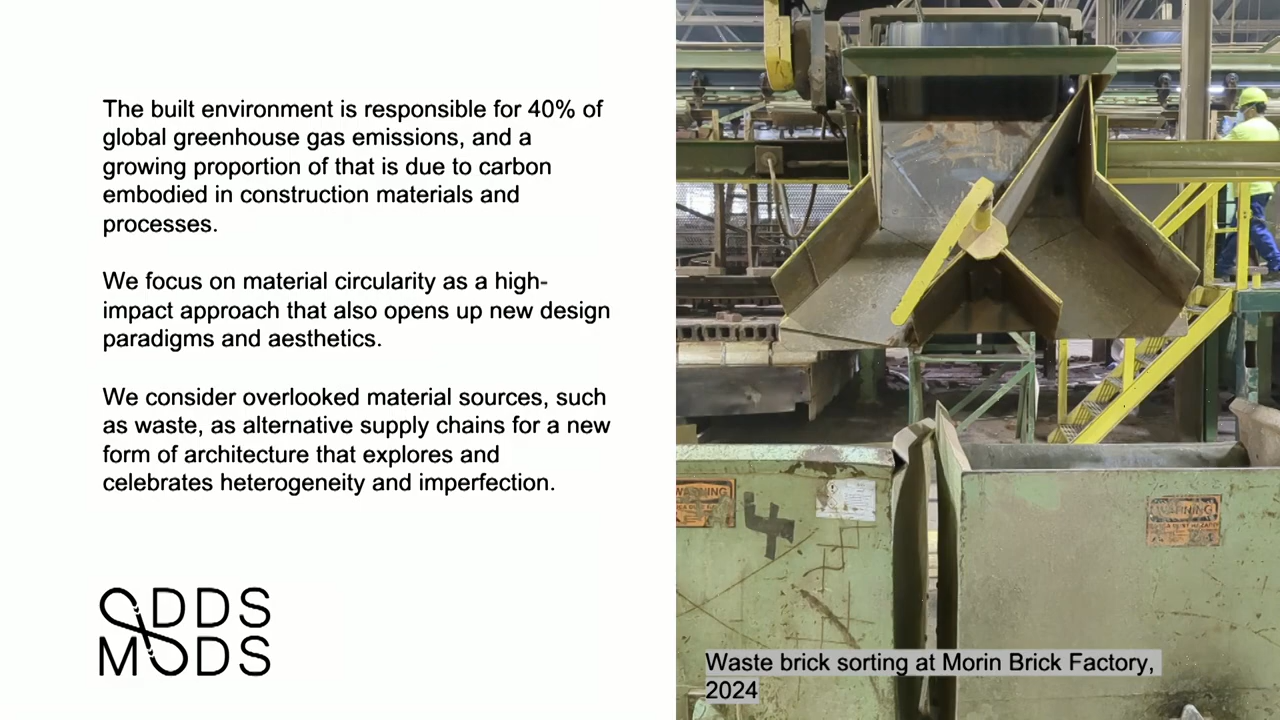 The built environment is responsible for 40% of
global greenhouse gas emissions, and a
growing proportion of that is due to carbon
embodied in construction materials and
processes.
We focus on material circularity as a high-
impact approach that also opens up new design
paradigms and aesthetics.
We consider overlooked material sources, such
as waste, as alternative supply chains for a new
form of architecture that explores and
celebrates heterogeneity and imperfection.
ODDS
MODS
WARNING
4
WARNING
Waste brick sorting at Morin Brick Factory,
2024